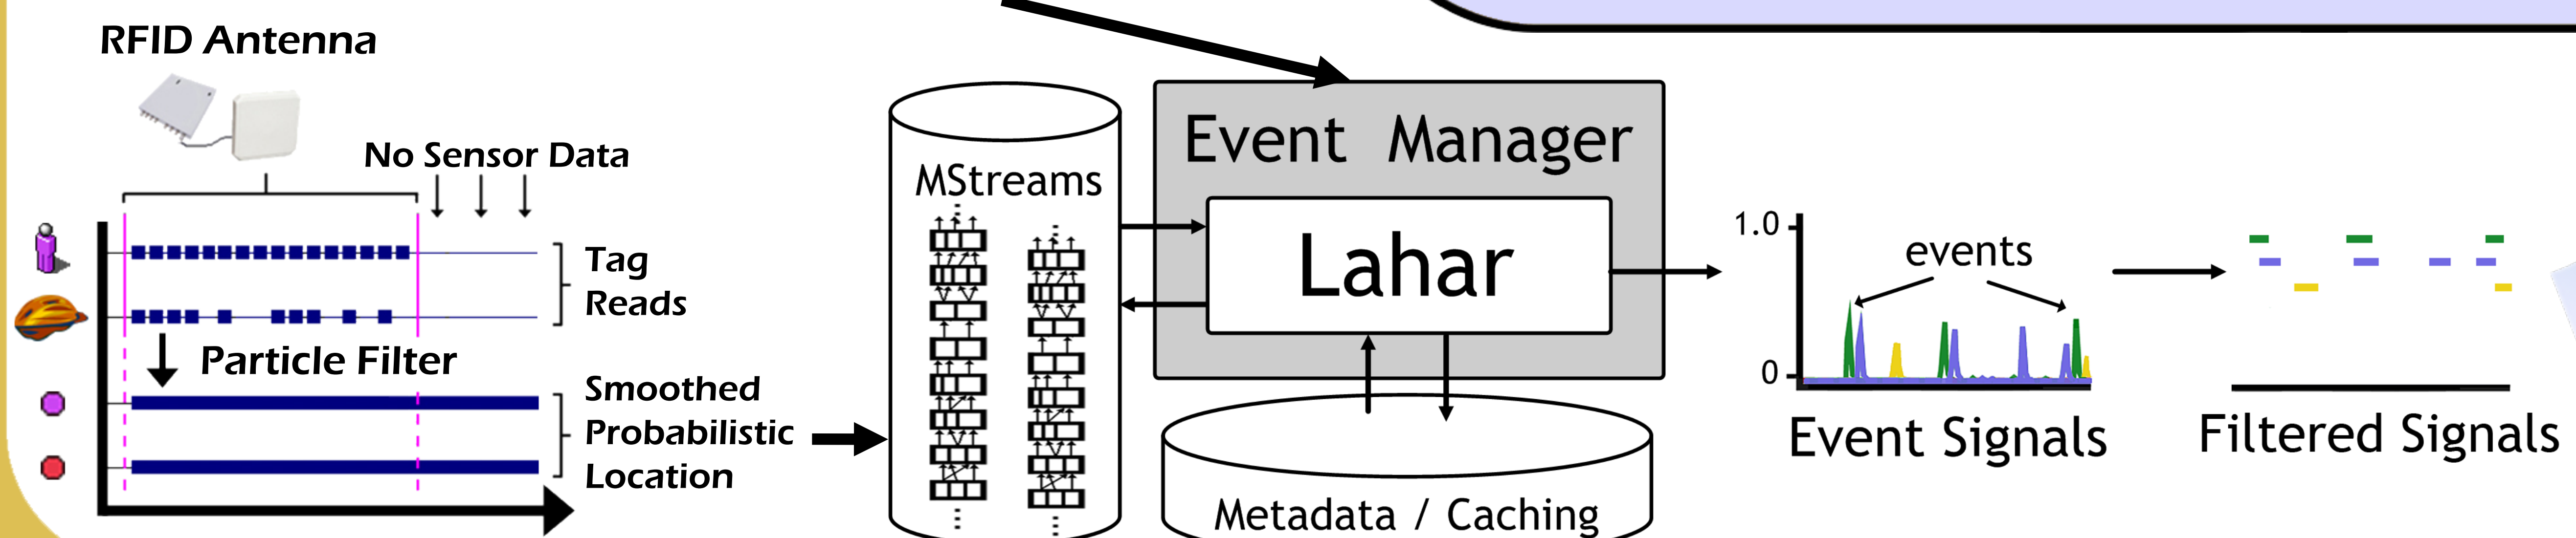 RFID Antenna
No Sensor Data
Tag
Reads
Particle Filter
Smoothed
Probabilistic
Location
MStreams
Event Manager
Lahar
Metadata / Caching
1.0
events
0
Event Signals
Filtered Signals